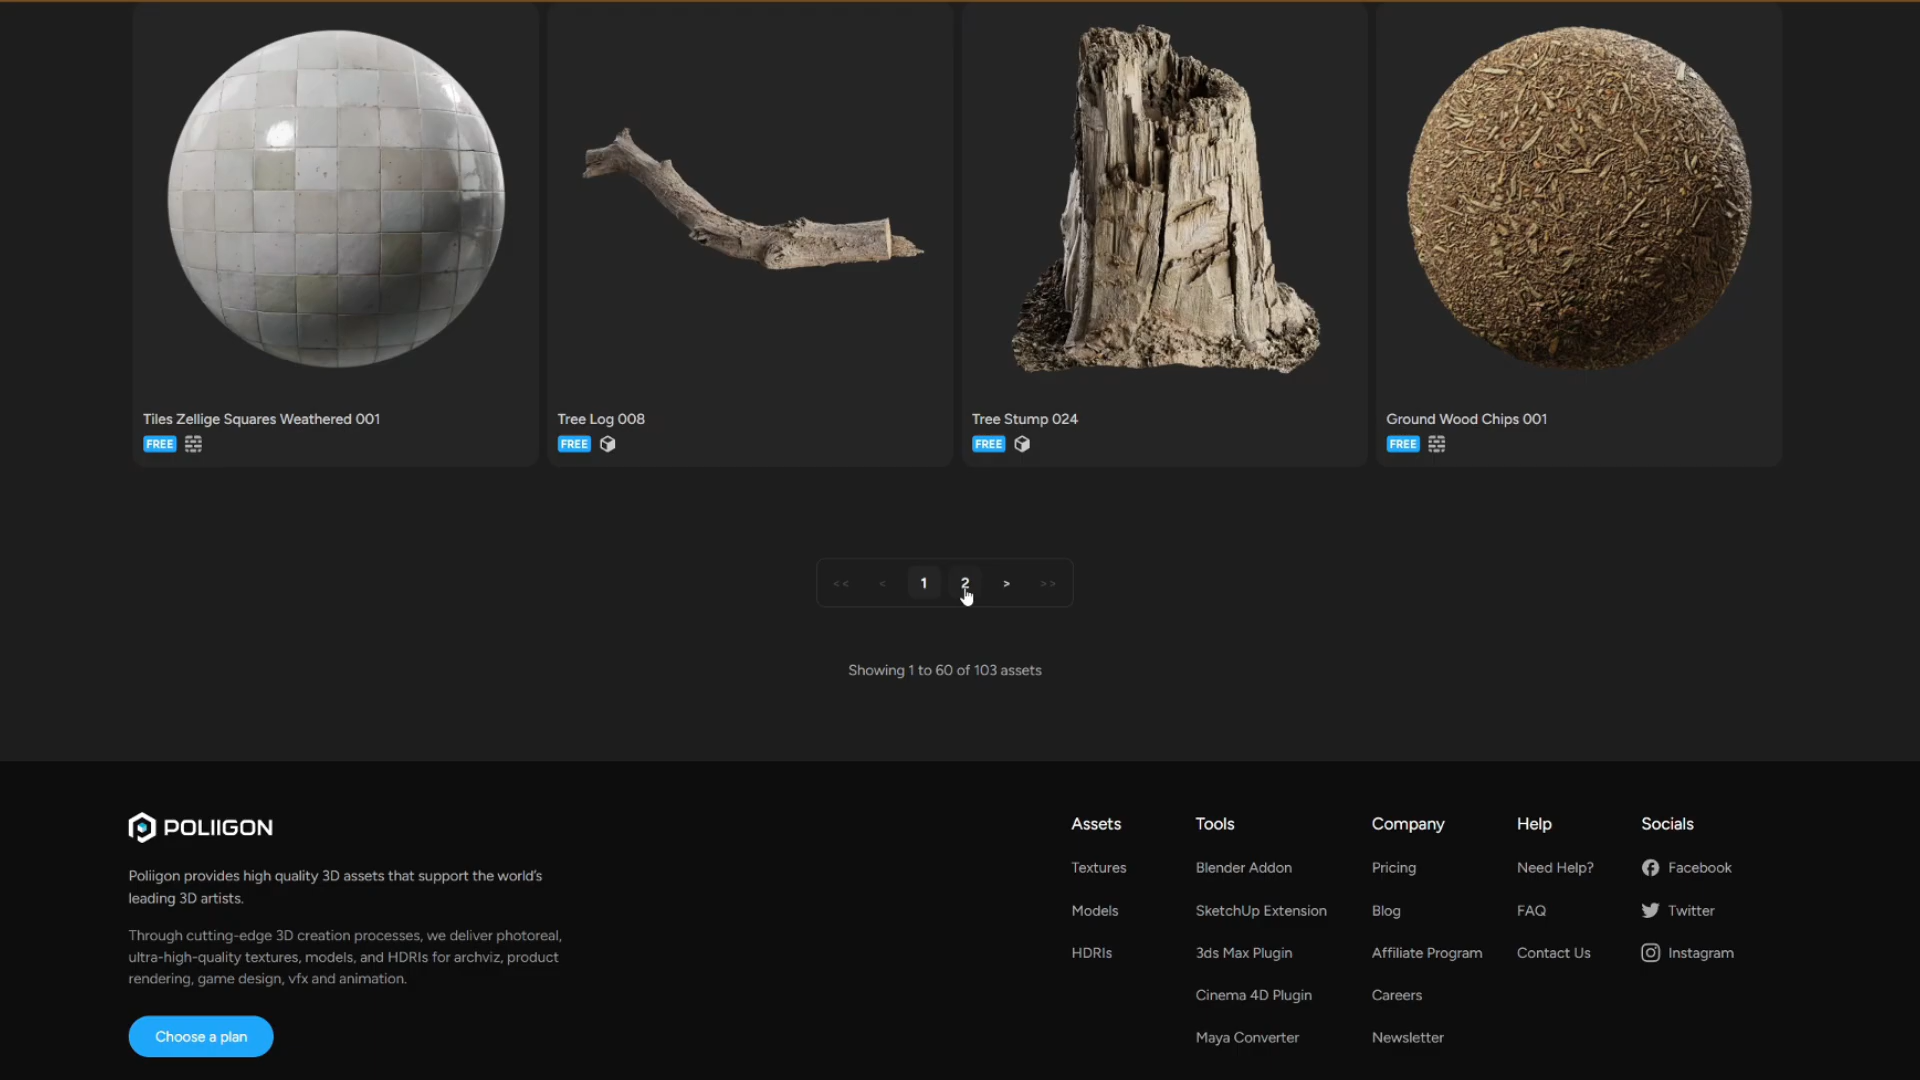 Tiles Zellige Squares Weathered 001
FREE
Tree Log 008
FREE
Tree Stump 024
FREE
Ground Wood Chips 001
FREE
<< < 1 2 > >>
Showing 1 to 60 of 103 assets
POLIIGON
Poliigon provides high quality 3D assets that support the world's
leading 3D artists.
Through cutting-edge 3D creation processes, we deliver photoreal,
ultra-high-quality textures, models, and HDRIs for archviz, product
rendering, game design, vfx and animation.
Choose a plan
Assets
Textures
Models
HDRIs
Tools
Blender Addon
SketchUp Extension
3ds Max Plugin
Cinema 4D Plugin
Maya Converter
Company
Pricing
Blog
Affiliate Program
Careers
Newsletter
Help
Need Help?
FAQ
Contact Us
Socials
Facebook
Twitter
Instagram